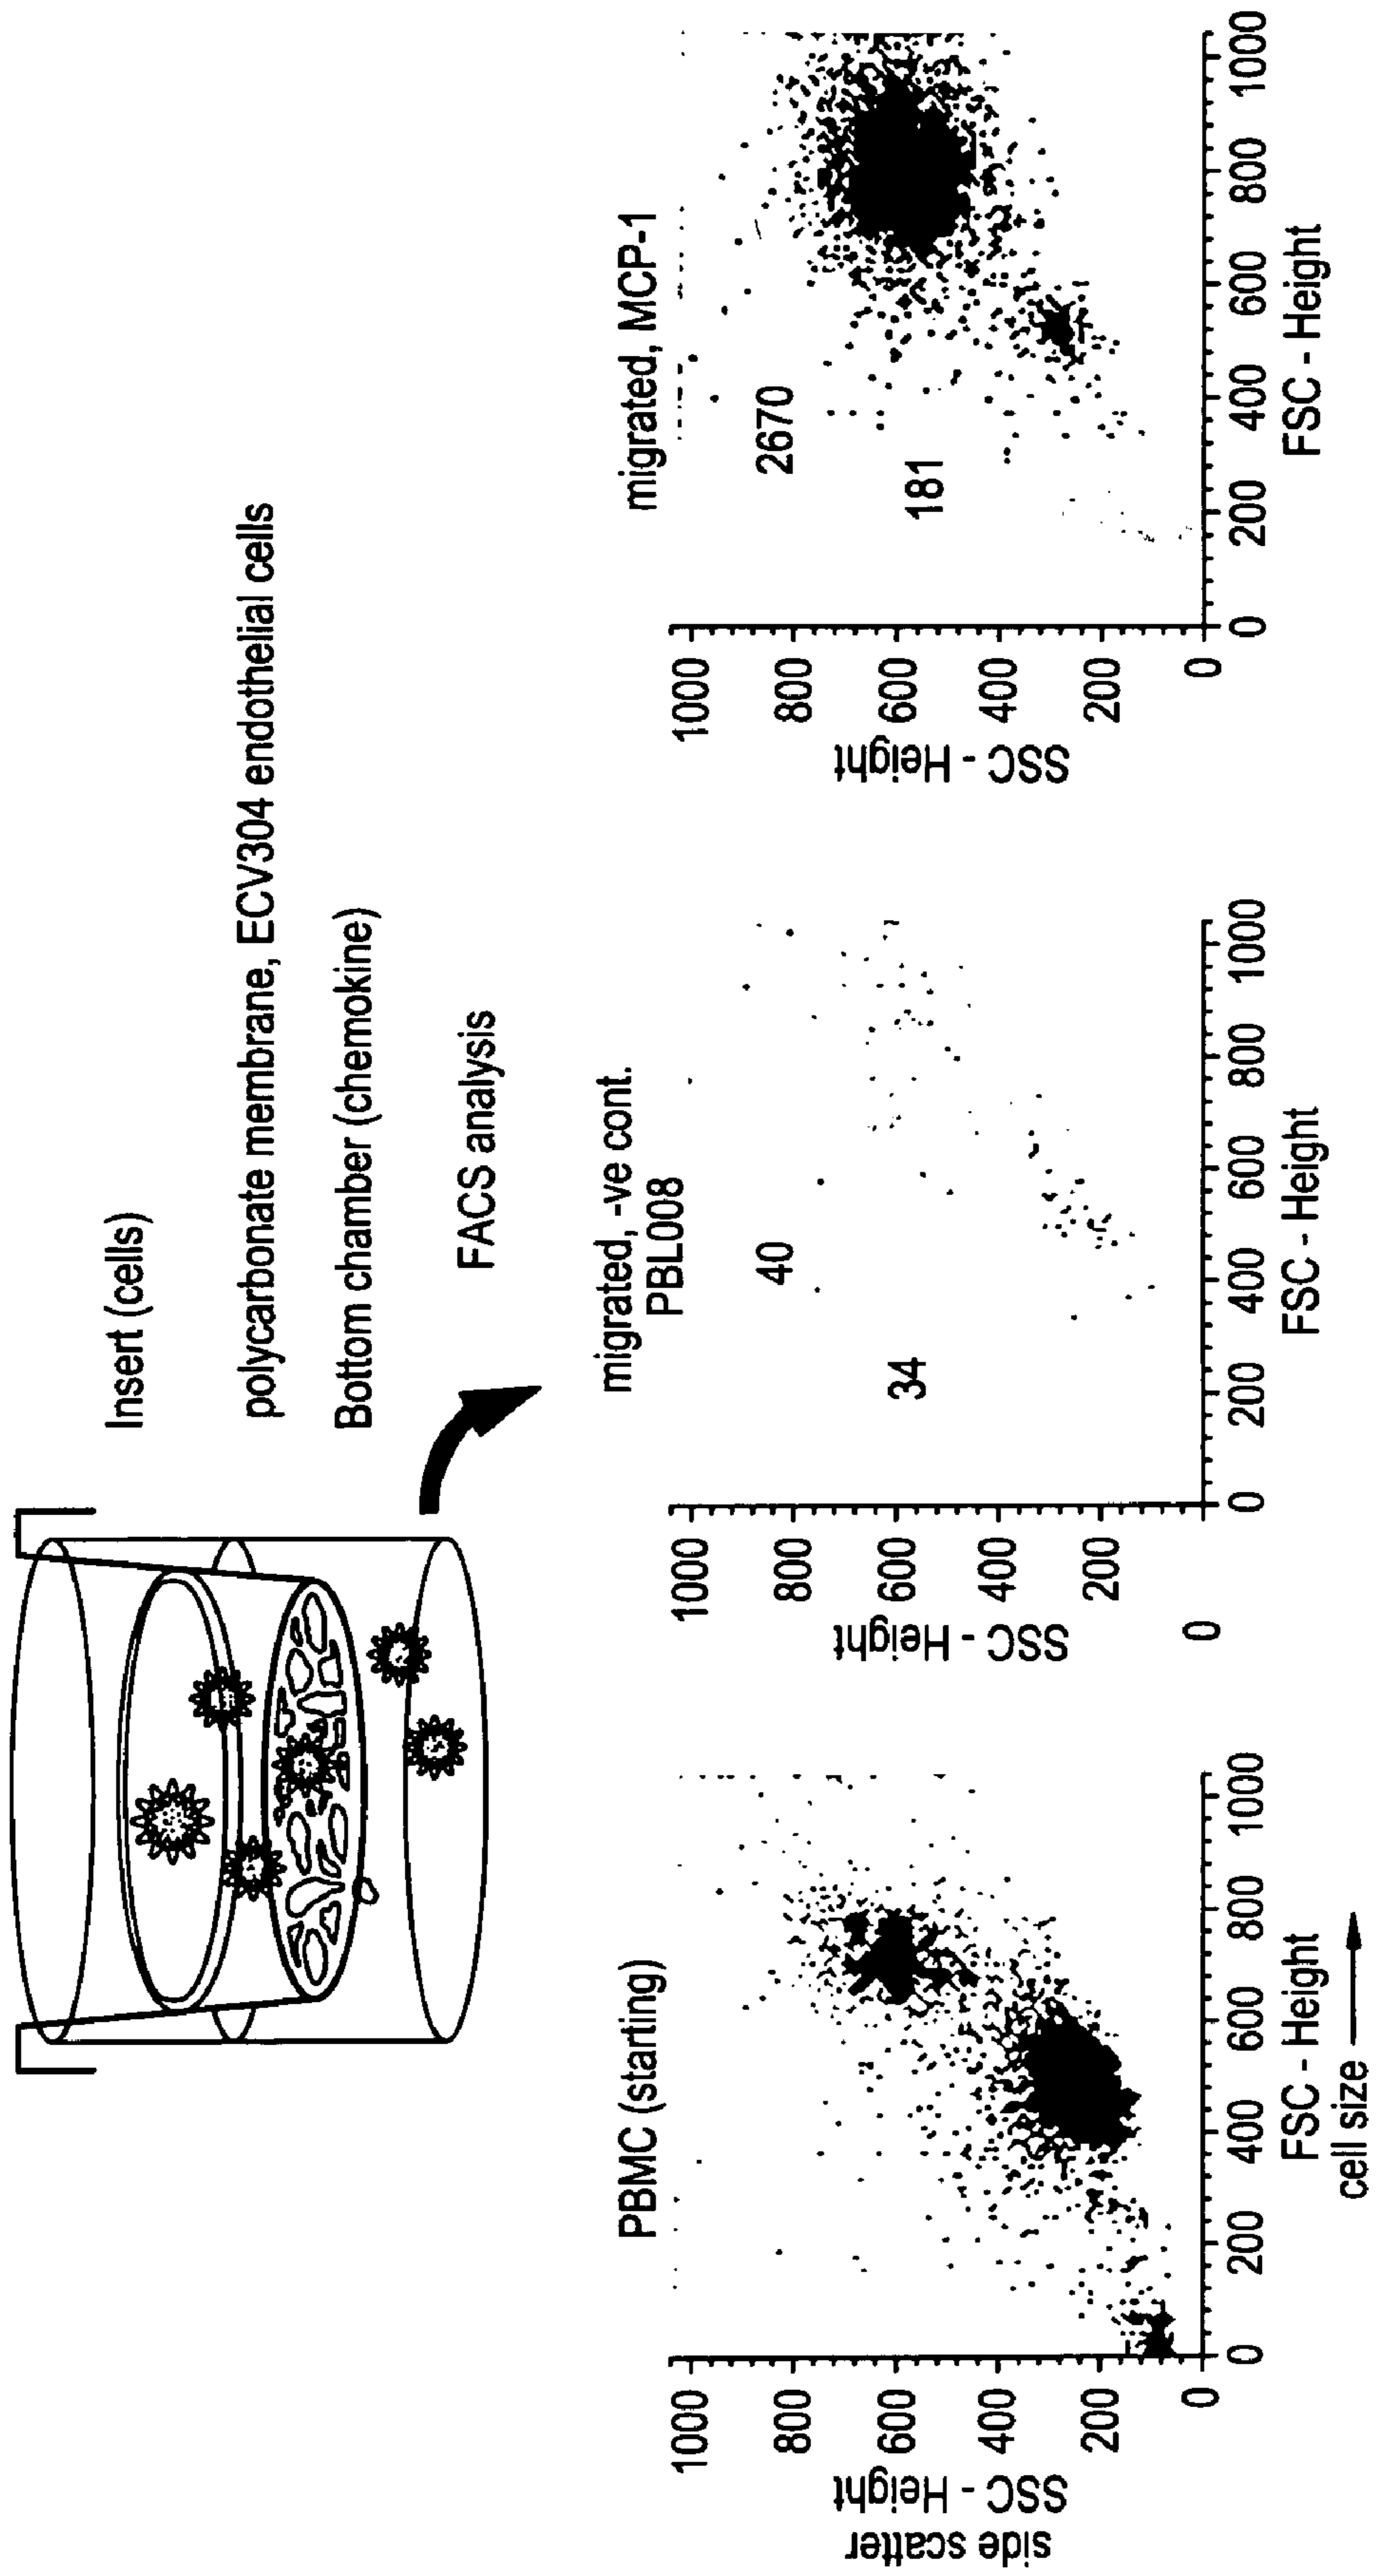 Insert (cells)
polycarbonate membrane, ECV304 endothelial cells
Bottom chamber (chemokine)
FACS analysis
PBMC (starting)
side scatter
SSC - Height
1000
800
600
400
200
0
0 200 400 600 800 1000
FSC - Height
cell size
migrated, -ve cont.
PBL008
40
34
SSC - Height
1000
800
600
400
200
0
0 200 400 600 800 1000
FSC - Height
migrated, MCP-1
2670
181
SSC - Height
1000
800
600
400
200
0
0 200 400 600 800 1000
FSC - Height